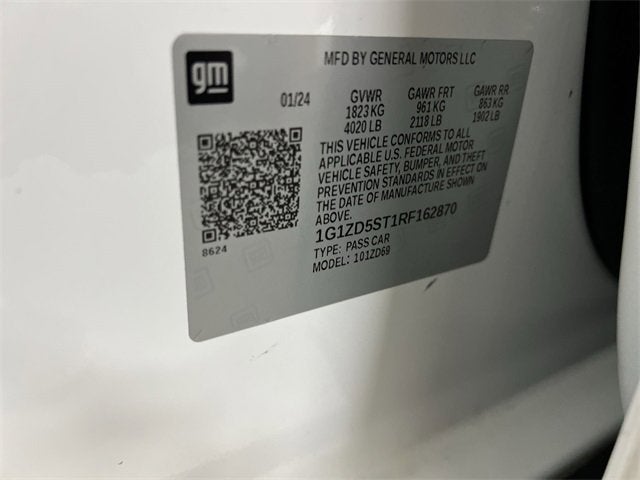 gm
MFD BY GENERAL MOTORS LLC
01/24
GVWR
1823 KG
4020 LB
GAWR FRT
961 KG
2118 LB
GAWR RR
863 KG
1902 LB
THIS VEHICLE CONFORMS TO ALL
APPLICABLE U.S. FEDERAL MOTOR
VEHICLE SAFETY, BUMPER, AND THEFT
PREVENTION STANDARDS IN EFFECT ON
THE DATE OF MANUFACTURE SHOWN
ABOVE.
1G1ZD5ST1RF162870
TYPE: PASS CAR
MODEL: 101ZD69
8624